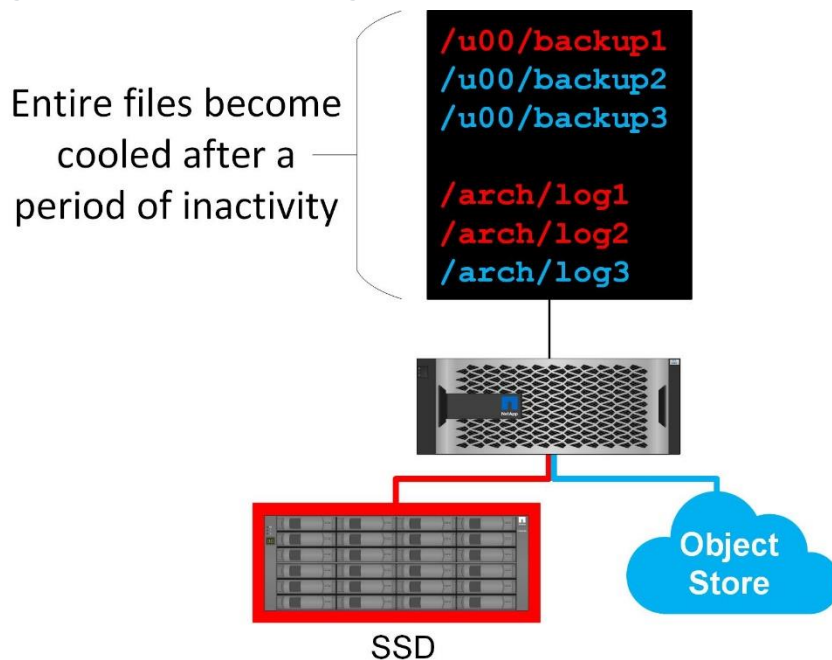 /u00/backup1
/u00/backup2
/u00/backup3
Entire files become
cooled after a
period of inactivity
/arch/log1
/arch/log2
/arch/log3
NetApp
Object
Store
SSD